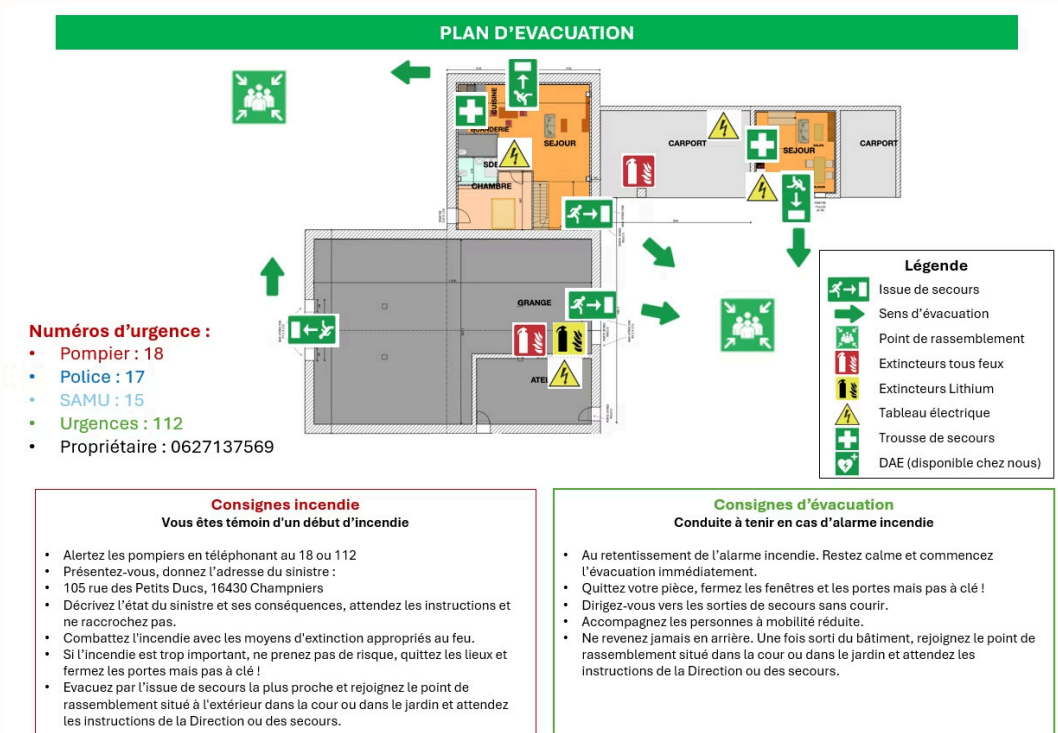 PLAN D’EVACUATION
CUISINE
BUANDERIE
SEJOUR
CARPORT
SEJOUR
CARPORT
SDE
CHAMBRE
GRANGE
Légende
Issue de secours
Sens d’évacuation
Point de rassemblement
Extincteurs tous feux
Extincteurs Lithium
Tableau électrique
Trousse de secours
DAE (disponible chez nous)
Numéros d’urgence :
• Pompier : 18
• Police : 17
• SAMU : 15
• Urgences : 112
• Propriétaire : 0627137569
Consignes incendie
Vous êtes témoin d'un début d’incendie
• Alertez les pompiers en téléphonant au 18 ou 112
• Présentez-vous, donnez l’adresse du sinistre :
• 105 rue des Petits Ducs, 16430 Champniers
• Décrivez l’état du sinistre et ses conséquences, attendez les instructions et
ne raccrochez pas.
• Combattez l'incendie avec les moyens d'extinction appropriés au feu.
• Si l’incendie est trop important, ne prenez pas de risque, quittez les lieux et
fermez les portes mais pas à clé !
• Evacuez par l’issue de secours la plus proche et rejoignez le point de
rassemblement situé à l'extérieur dans la cour ou dans le jardin et attendez
les instructions de la Direction ou des secours.
Consignes d’évacuation
Conduite à tenir en cas d’alarme incendie
• Au retentissement de l’alarme incendie. Restez calme et commencez
l’évacuation immédiatement.
• Quittez votre pièce, fermez les fenêtres et les portes mais pas à clé !
• Dirigez-vous vers les sorties de secours sans courir.
• Accompagnez les personnes à mobilité réduite.
• Ne revenez jamais en arrière. Une fois sorti du bâtiment, rejoignez le point de
rassemblement situé dans la cour ou dans le jardin et attendez les
instructions de la Direction ou des secours.